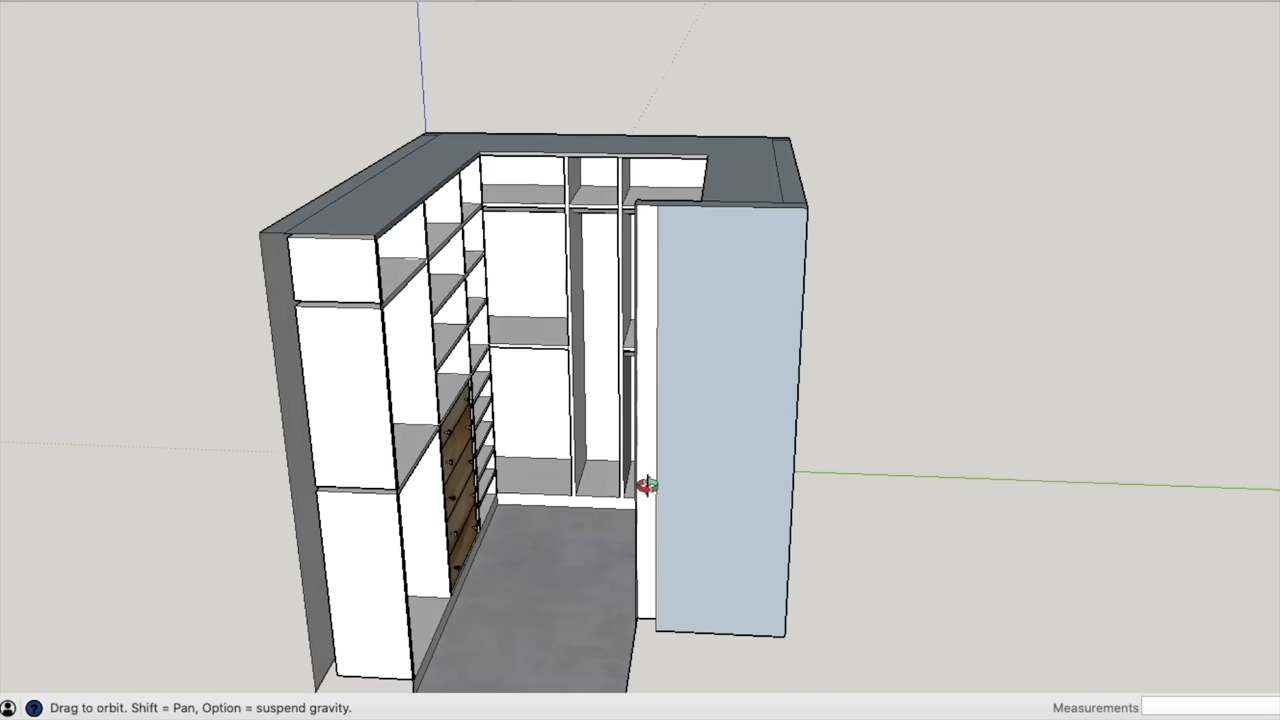 Drag to orbit. Shift = Pan, Option = suspend gravity.
Measurements